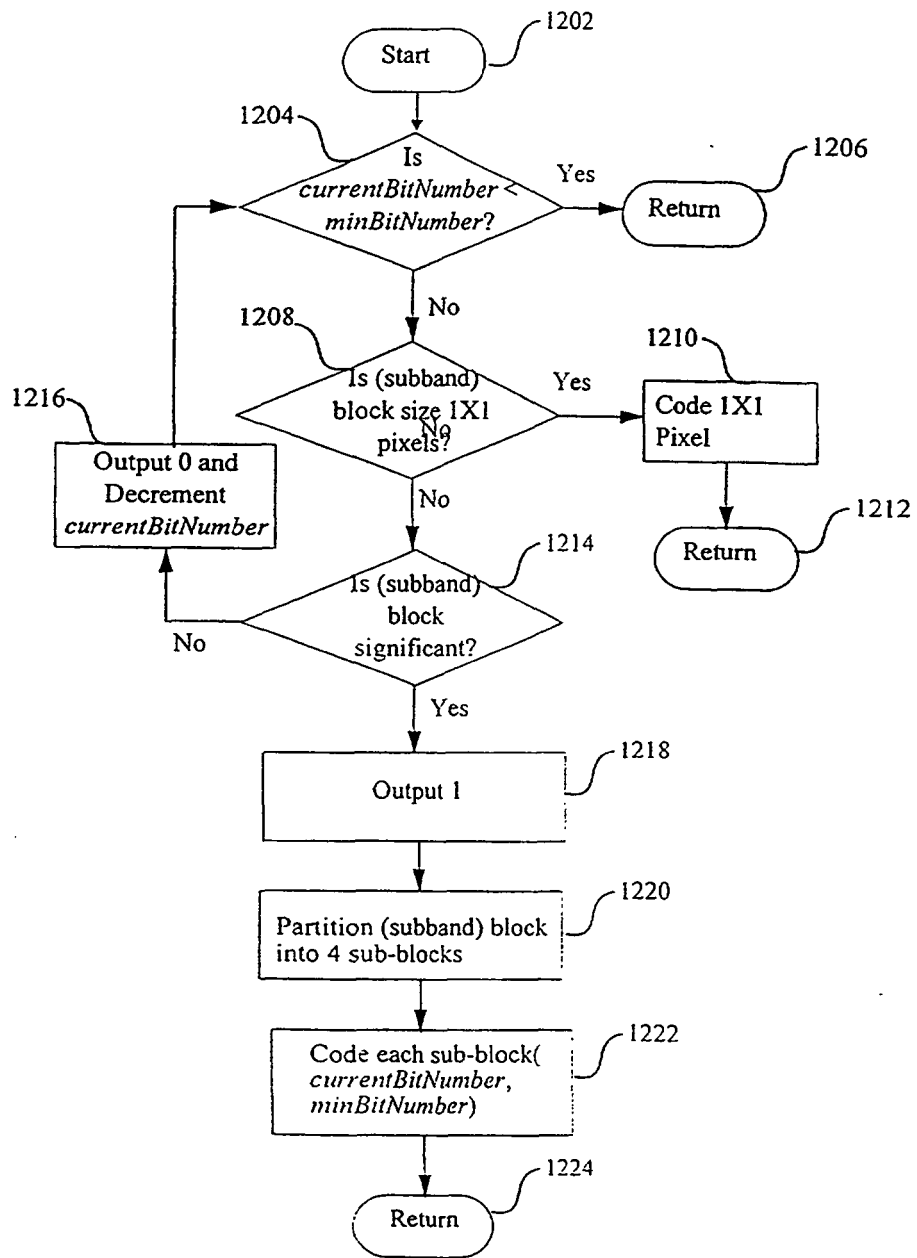 1202
Start
1204
Is
currentBitNumber <
minBitNumber?
Yes
1206
Return
No
1208
Is (subband)
block size 1X1
pixels?
No
Yes
1210
Code 1X1
Pixel
1216
Output 0 and
Decrement
currentBitNumber
No
1212
Return
1214
Is (subband)
block
significant?
No
Yes
1218
Output 1
1220
Partition (subband) block
into 4 sub-blocks
1222
Code each sub-block(
currentBitNumber,
minBitNumber)
1224
Return